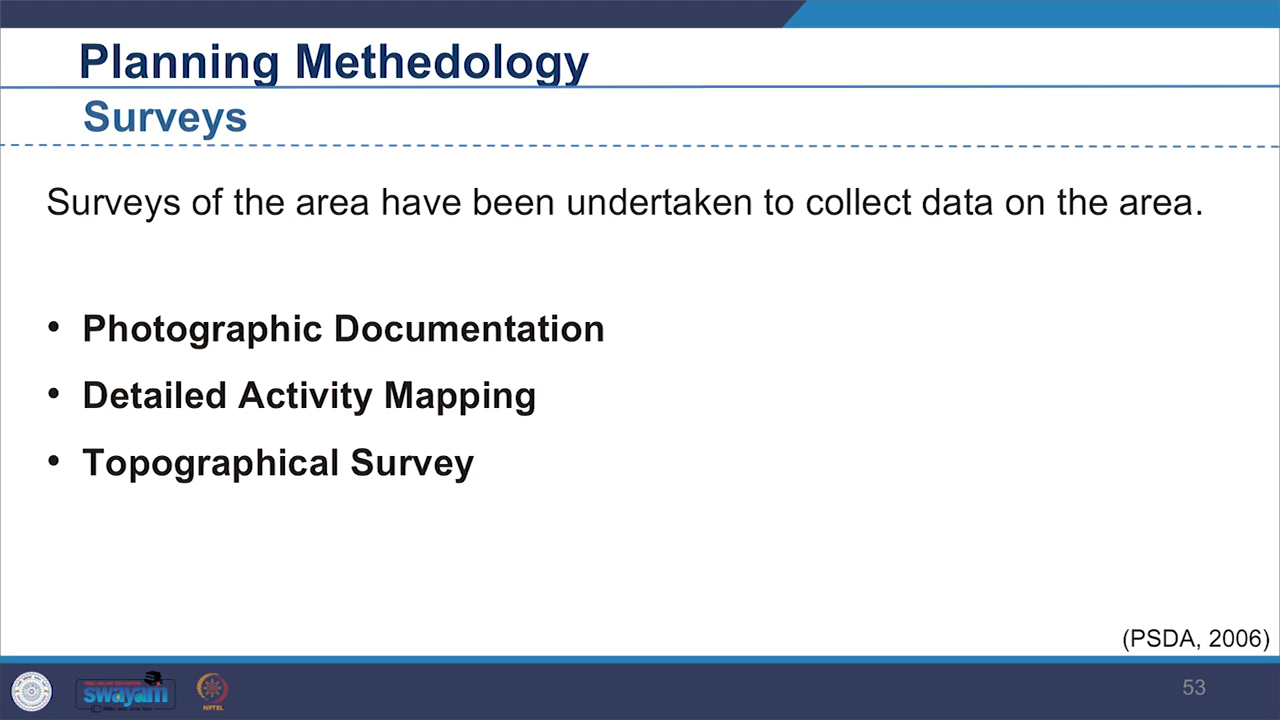 Planning Methedology
Surveys
Surveys of the area have been undertaken to collect data on the area.
• Photographic Documentation
• Detailed Activity Mapping
• Topographical Survey
(PSDA, 2006)
swayam
NPTEL
53